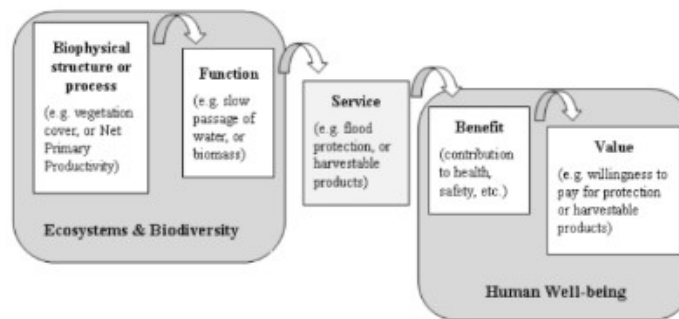 Biophysical
structure or
process
(e.g. vegetation
cover, or Net
Primary
Productivity)
Function
(e.g. slow
passage of
water, or
biomass)
Service
(e.g. flood
protection, or
harvestable
products)
Benefit
(contribution
to health,
safety, etc.)
Value
(e.g. willingness to
pay for protection
or harvestable
products)
Ecosystems & Biodiversity
Human Well-being